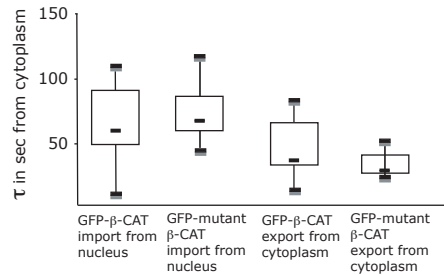 150
100
50
τ in sec from cytoplasm
GFP-β-CAT
import from
nucleus
GFP-mutant
β-CAT
import from
nucleus
GFP-β-CAT
export from
cytoplasm
GFP-mutant
β-CAT
export from
cytoplasm